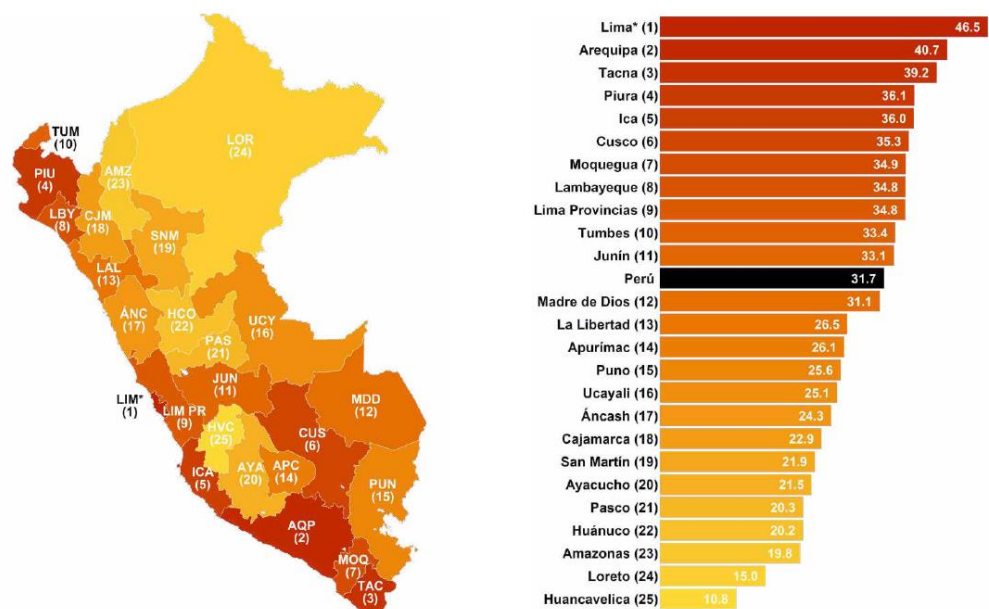 TUM
(10)
LOR
(24)
PIU
(4)
AMZ
(23)
LBY
(8)
CJM
(18)
SNM
(19)
LAL
(13)
ÁNC
(17)
HCO
(22)
UCY
(16)
PAS
(21)
JUN
(11)
LIM*
(1)
LIM PR
(9)
MDD
(12)
HVC
(25)
CUS
(6)
ICA
(5)
AYA
(20)
APC
(14)
PUN
(15)
AQP
(2)
MOQ
(7)
TAC
(3)
Lima* (1) 46.5
Arequipa (2) 40.7
Tacna (3) 39.2
Piura (4) 36.1
Ica (5) 36.0
Cusco (6) 35.3
Moquegua (7) 34.9
Lambayeque (8) 34.8
Lima Provincias (9) 34.8
Tumbes (10) 33.4
Junín (11) 33.1
Perú 31.7
Madre de Dios (12) 31.1
La Libertad (13) 26.5
Apurímac (14) 26.1
Puno (15) 25.6
Ucayali (16) 25.1
Áncash (17) 24.3
Cajamarca (18) 22.9
San Martín (19) 21.9
Ayacucho (20) 21.5
Pasco (21) 20.3
Huánuco (22) 20.2
Amazonas (23) 19.8
Loreto (24) 15.0
Huancavelica (25) 10.8